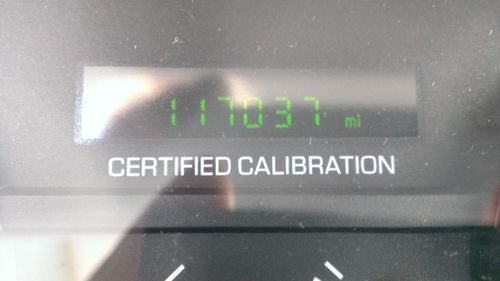 117037 mi
CERTIFIED CALIBRATION